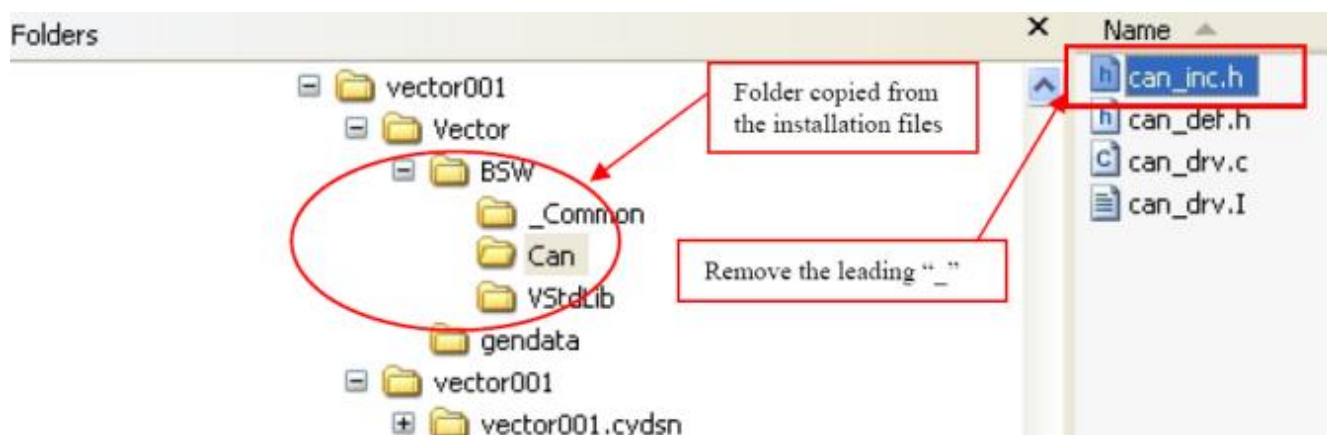 Folders
Name
vector001
Vector
BSW
_Common
Can
VStdLib
gendata
vector001
vector001.cydsn
Folder copied from
the installation files
Remove the leading “_”
can_inc.h
can_def.h
can_drv.c
can_drv.I